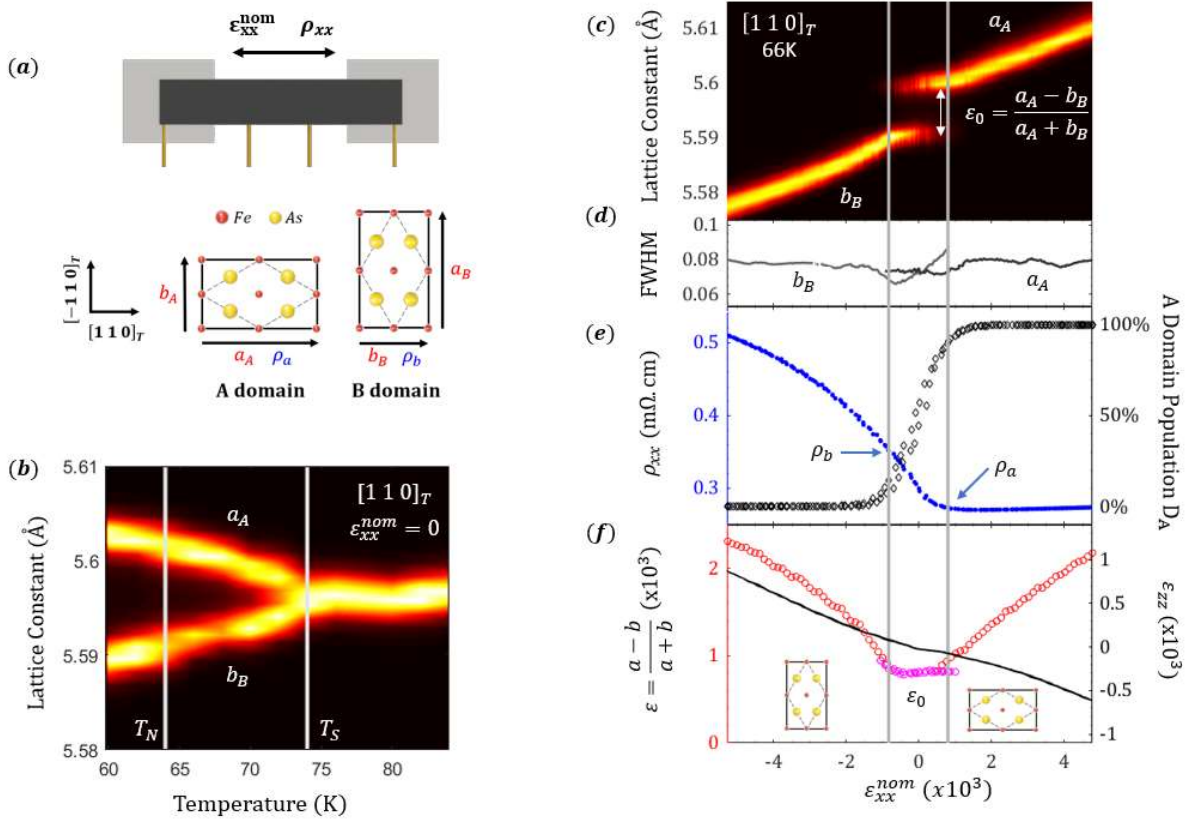 (a)
ε_xx^nom ρ_xx
Fe As
[−1 1 0]_T
[1 1 0]_T
b_A
a_A ρ_a
A domain
a_B
b_B ρ_b
B domain
(b)
5.61
5.6
5.59
5.58
Lattice Constant (Å)
[1 1 0]_T
ε_xx^nom = 0
a_A
b_B
T_N
T_S
60 65 70 75 80
Temperature (K)
(c)
5.61
5.6
5.59
5.58
Lattice Constant (Å)
[1 1 0]_T
66K
a_A
ε_0 = (a_A − b_B)/(a_A + b_B)
b_B
(d)
0.1
0.08
0.06
FWHM
b_B
a_A
(e)
0.5
0.4
0.3
ρ_xx (mΩ. cm)
ρ_b
ρ_a
100%
50%
0%
A Domain Population D_A
(f)
2
1
0
ε = (a − b)/(a + b) (x10³)
ε_0
1
0.5
0
-0.5
-1
ε_zz (x10³)
-4 -2 0 2 4
ε_xx^nom (x10³)